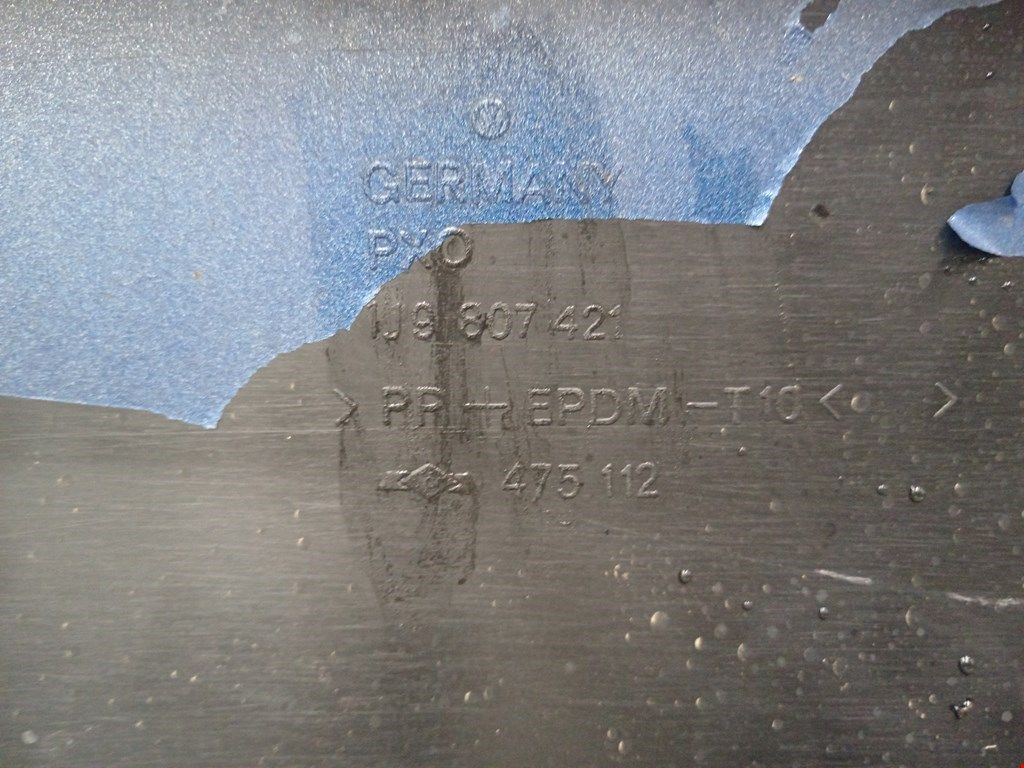 GERMANY
PXO
1J9 807 421
>PP+EPDM-T10< >
475 112